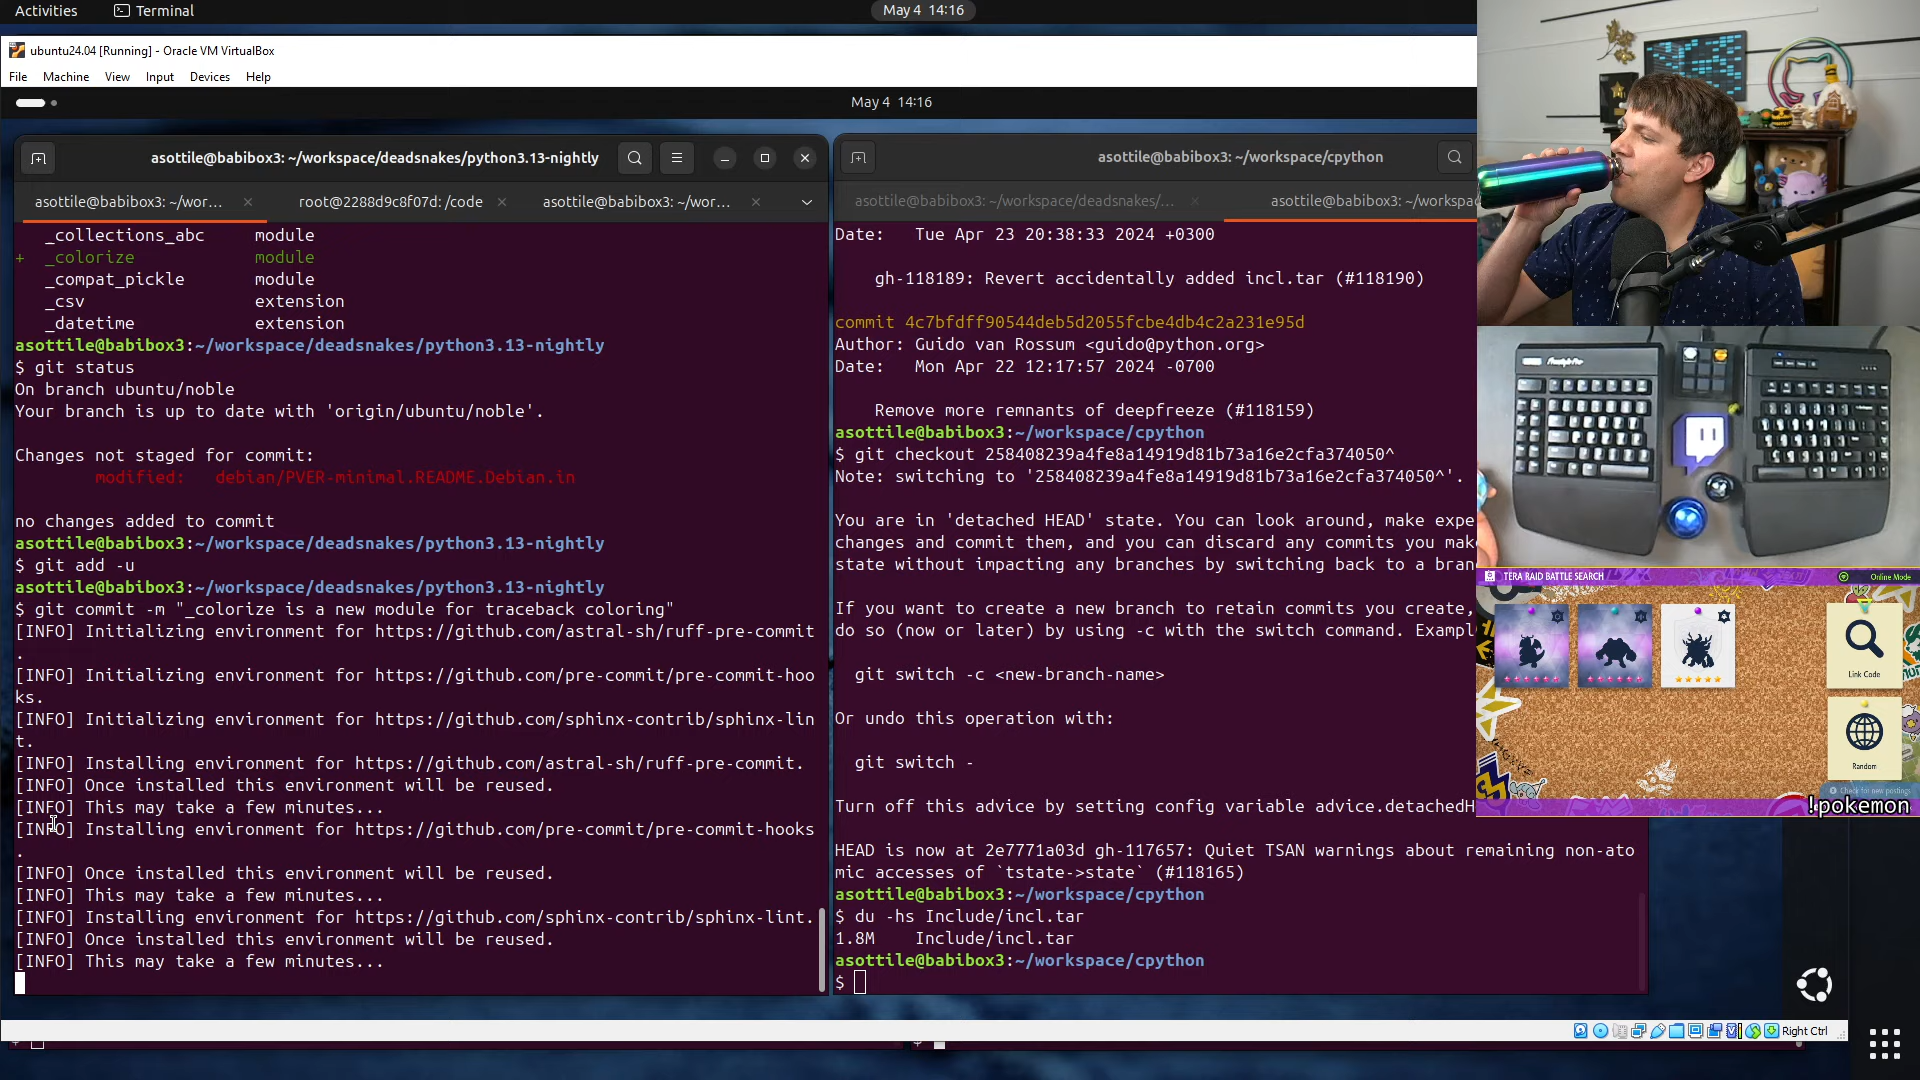 Activities
Terminal
May 4 14:16
ubuntu24.04 [Running] - Oracle VM VirtualBox
File Machine View Input Devices Help
May 4 14:16
asottile@babibox3: ~/workspace/deadsnakes/python3.13-nightly
asottile@babibox3: ~/wor... ×
root@2288d9c8f07d: /code ×
asottile@babibox3: ~/wor... ×
_collections_abc module
+ _colorize module
_compat_pickle module
_csv extension
_datetime extension
asottile@babibox3:~/workspace/deadsnakes/python3.13-nightly
$ git status
On branch ubuntu/noble
Your branch is up to date with 'origin/ubuntu/noble'.
Changes not staged for commit:
modified: debian/PVER-minimal.README.Debian.in
no changes added to commit
asottile@babibox3:~/workspace/deadsnakes/python3.13-nightly
$ git add -u
asottile@babibox3:~/workspace/deadsnakes/python3.13-nightly
$ git commit -m "_colorize is a new module for traceback coloring"
[INFO] Initializing environment for https://github.com/astral-sh/ruff-pre-commit
.
[INFO] Initializing environment for https://github.com/pre-commit/pre-commit-hoo
ks.
[INFO] Initializing environment for https://github.com/sphinx-contrib/sphinx-lin
t.
[INFO] Installing environment for https://github.com/astral-sh/ruff-pre-commit.
[INFO] Once installed this environment will be reused.
[INFO] This may take a few minutes...
[INFO] Installing environment for https://github.com/pre-commit/pre-commit-hooks
.
[INFO] Once installed this environment will be reused.
[INFO] This may take a few minutes...
[INFO] Installing environment for https://github.com/sphinx-contrib/sphinx-lint.
[INFO] Once installed this environment will be reused.
[INFO] This may take a few minutes...
asottile@babibox3: ~/workspace/cpython
asottile@babibox3: ~/workspace/deadsnakes/... ×
asottile@babibox3: ~/workspac
Date: Tue Apr 23 20:38:33 2024 +0300
gh-118189: Revert accidentally added incl.tar (#118190)
commit 4c7bfdff90544deb5d2055fcbe4db4c2a231e95d
Author: Guido van Rossum <guido@python.org>
Date: Mon Apr 22 12:17:57 2024 -0700
Remove more remnants of deepfreeze (#118159)
asottile@babibox3:~/workspace/cpython
$ git checkout 258408239a4fe8a14919d81b73a16e2cfa374050^
Note: switching to '258408239a4fe8a14919d81b73a16e2cfa374050^'.
You are in 'detached HEAD' state. You can look around, make expe
changes and commit them, and you can discard any commits you mak
state without impacting any branches by switching back to a bran
If you want to create a new branch to retain commits you create,
do so (now or later) by using -c with the switch command. Exampl
git switch -c <new-branch-name>
Or undo this operation with:
git switch -
Turn off this advice by setting config variable advice.detachedH
HEAD is now at 2e7771a03d gh-117657: Quiet TSAN warnings about remaining non-ato
mic accesses of `tstate->state` (#118165)
asottile@babibox3:~/workspace/cpython
$ du -hs Include/incl.tar
1.8M Include/incl.tar
asottile@babibox3:~/workspace/cpython
$
TERA RAID BATTLE SEARCH
Online Mode
Link Code
Random
Check for new postings
!pokemon
Right Ctrl